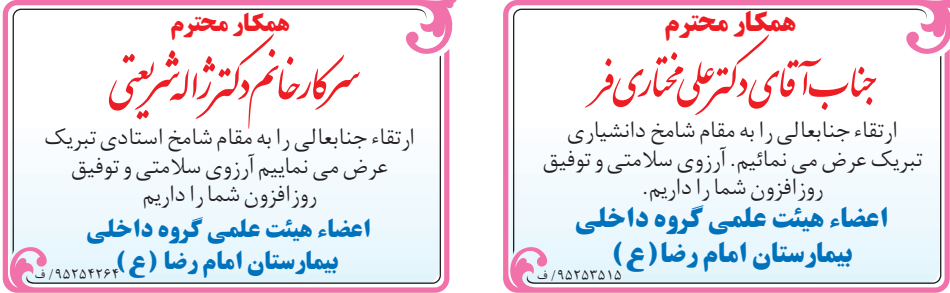 همکار محترم
جناب آقای دکتر علی مختاری فر
ارتقاء جنابعالی را به مقام شامخ دانشیاری
تبریک عرض می نمائیم. آرزوی سلامتی و توفیق
روزافزون شما را داریم.
اعضاء هیئت علمی گروه داخلی
بیمارستان امام رضا (ع)
۹۵۲۵۳۵۱۵/ف
همکار محترم
سرکار خانم دکتر ژاله شریعتی
ارتقاء جنابعالی را به مقام شامخ استادی تبریک
عرض می نماییم آرزوی سلامتی و توفیق
روزافزون شما را داریم
اعضاء هیئت علمی گروه داخلی
بیمارستان امام رضا (ع)
۹۵۲۵۴۲۶۴/ف